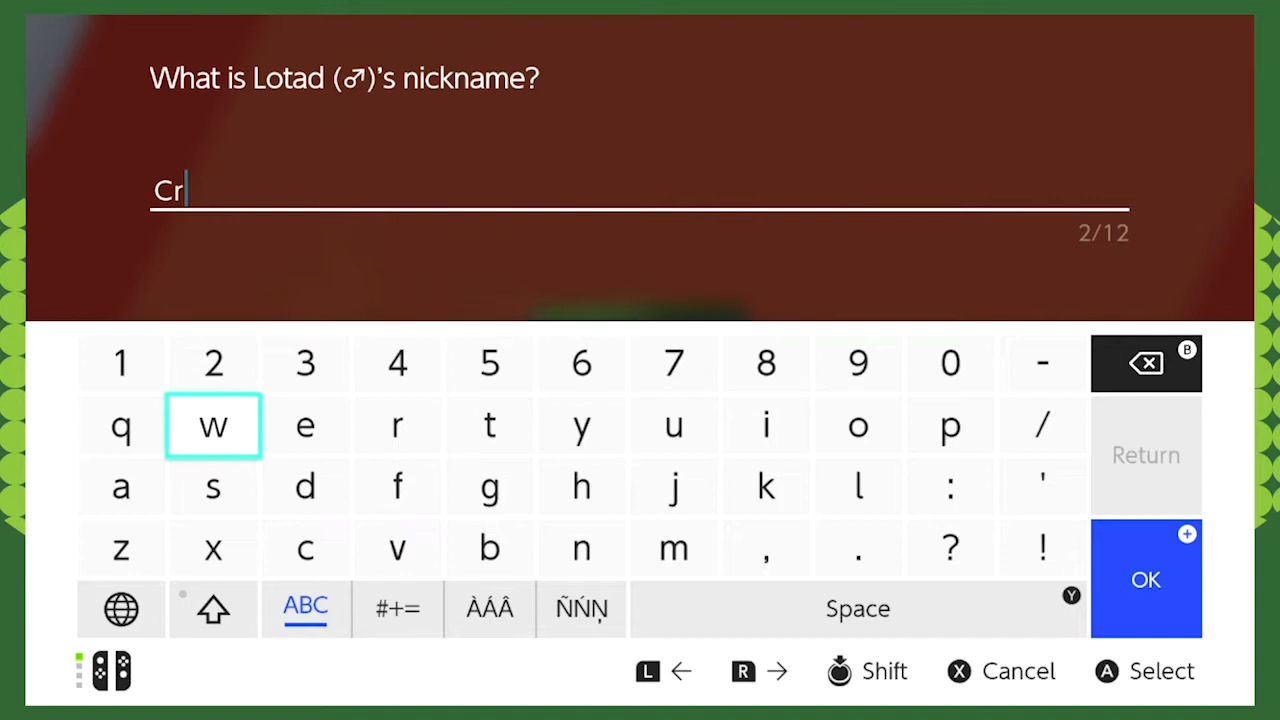 What is Lotad (♂)'s nickname?
Cr
2/12
1 2 3 4 5 6 7 8 9 0 - B
q w e r t y u i o p / Return
a s d f g h j k l : '
z x c v b n m , . ? ! + OK
ABC #+= ÀÁÂ ÑŃŅ Space Y
L ← R → Shift X Cancel A Select